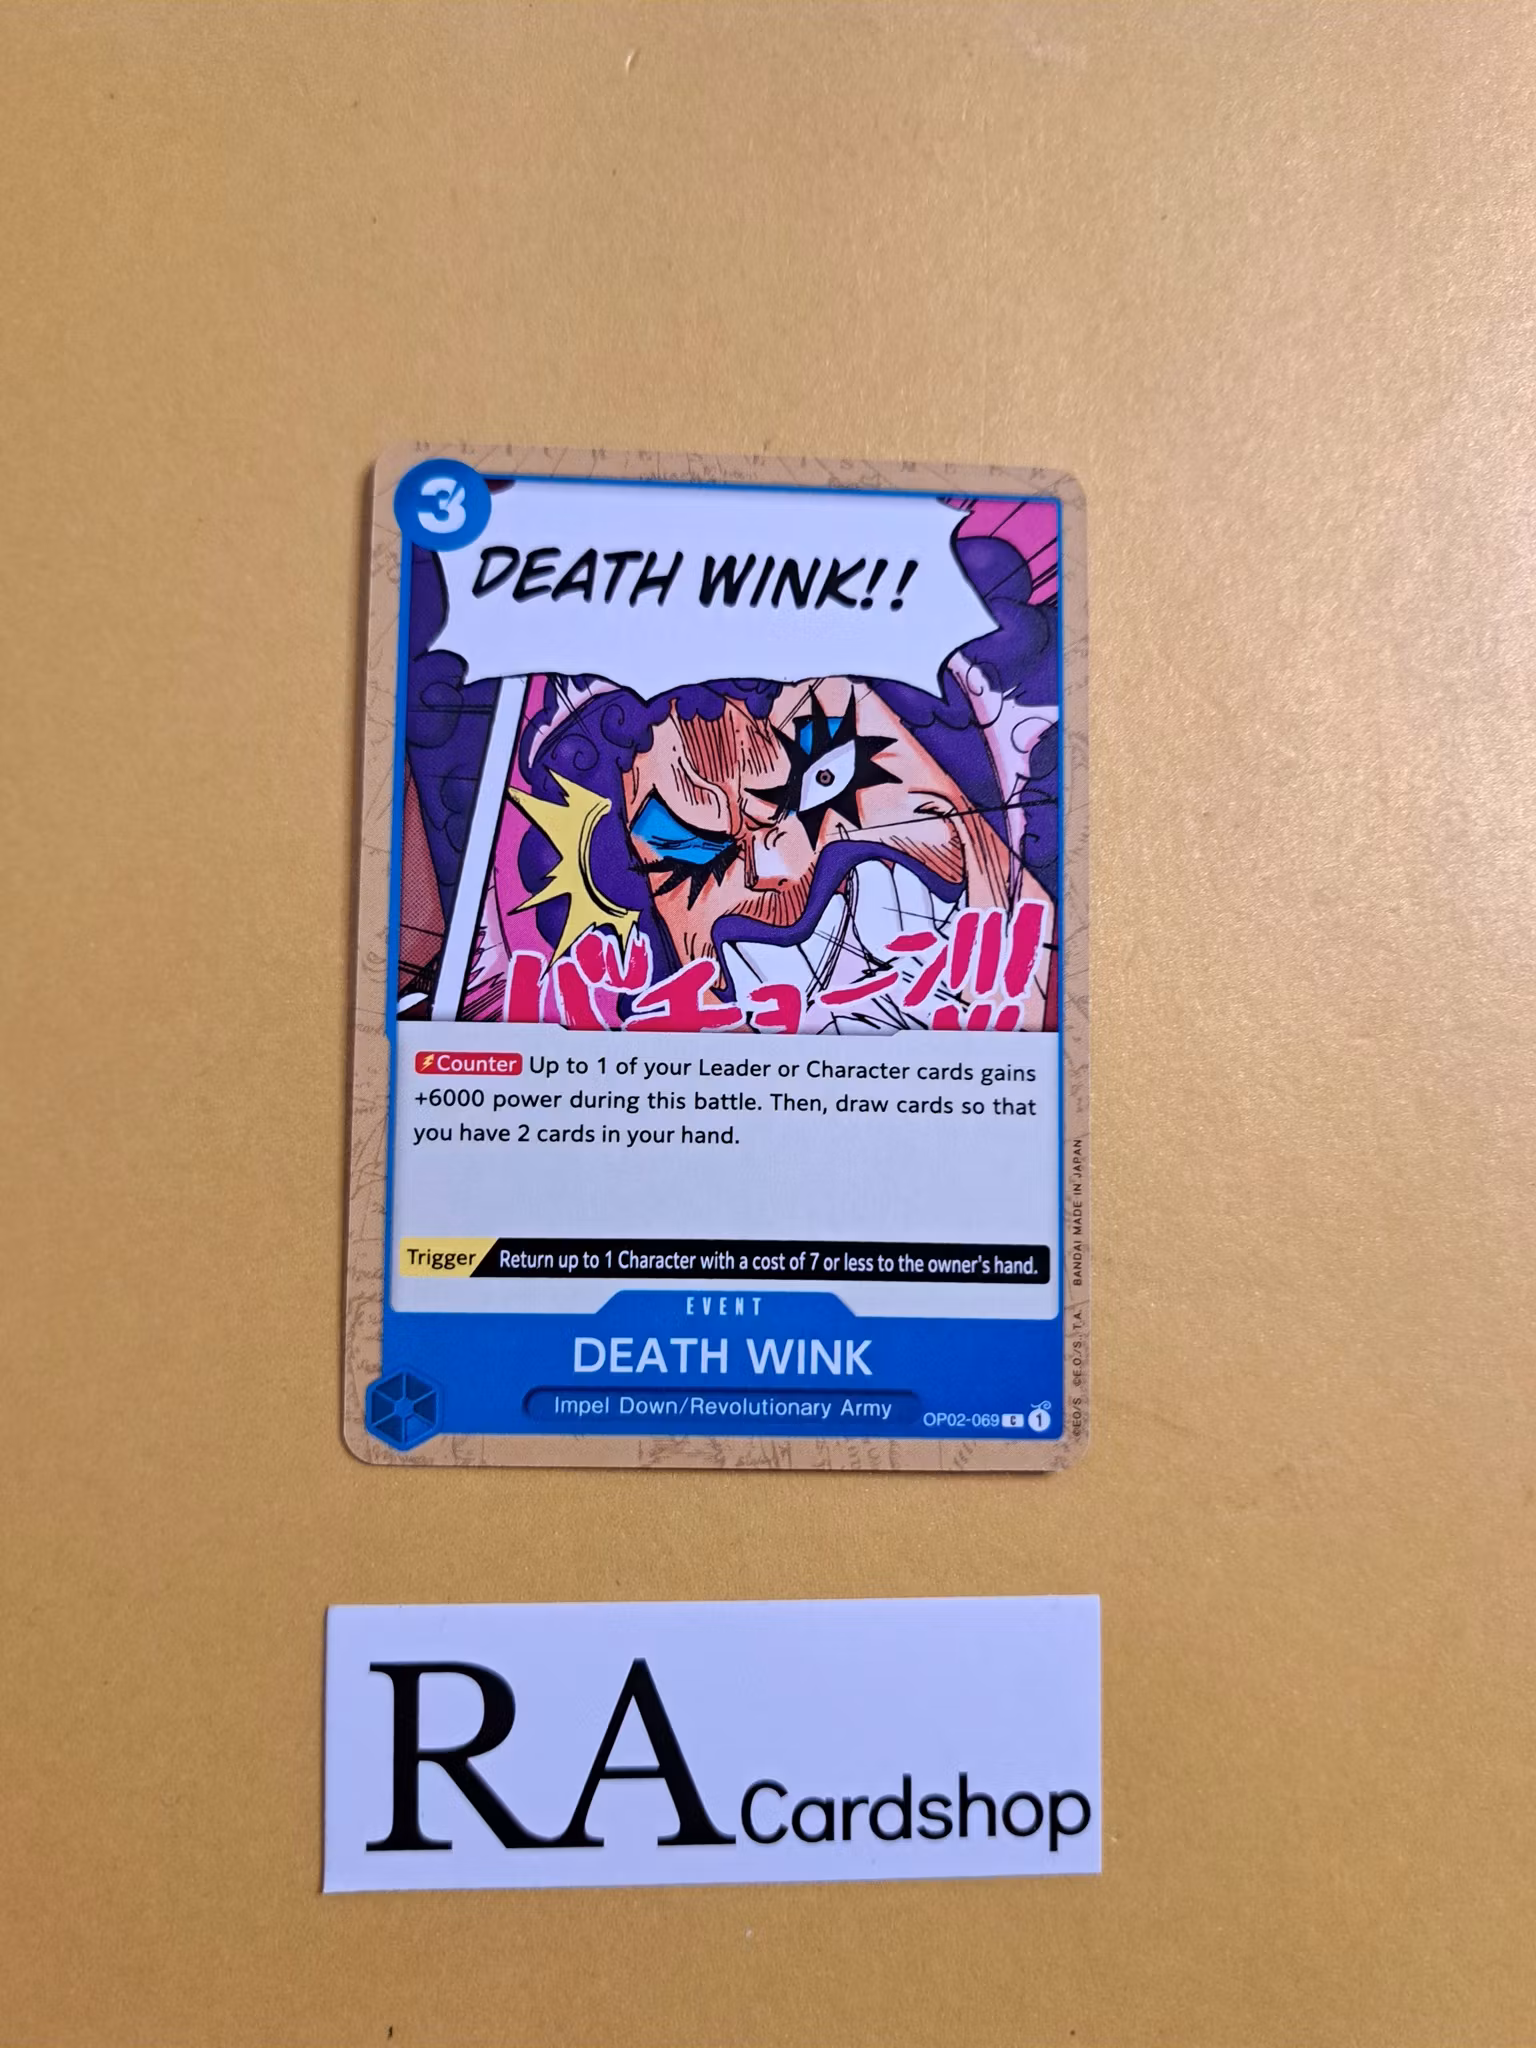 3
DEATH WINK!!
バチョーン!!!
!!!
Counter Up to 1 of your Leader or Character cards gains
+6000 power during this battle. Then, draw cards so that
you have 2 cards in your hand.
Trigger Return up to 1 Character with a cost of 7 or less to the owner's hand.
EVENT
DEATH WINK
Impel Down/Revolutionary Army
OP02-069 C 1
©EO/S. ©E.O./S., T.A. BANDAI MADE IN JAPAN
RA Cardshop